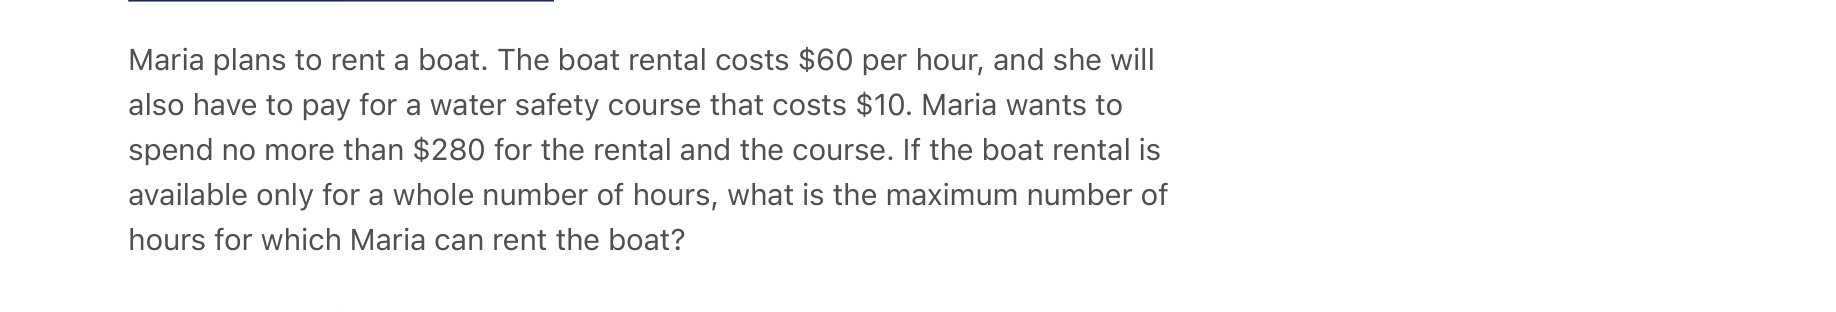 Maria plans to rent a boat. The boat rental costs $60 per hour, and she will
also have to pay for a water safety course that costs $10. Maria wants to
spend no more than $280 for the rental and the course. If the boat rental is
available only for a whole number of hours, what is the maximum number of
hours for which Maria can rent the boat?